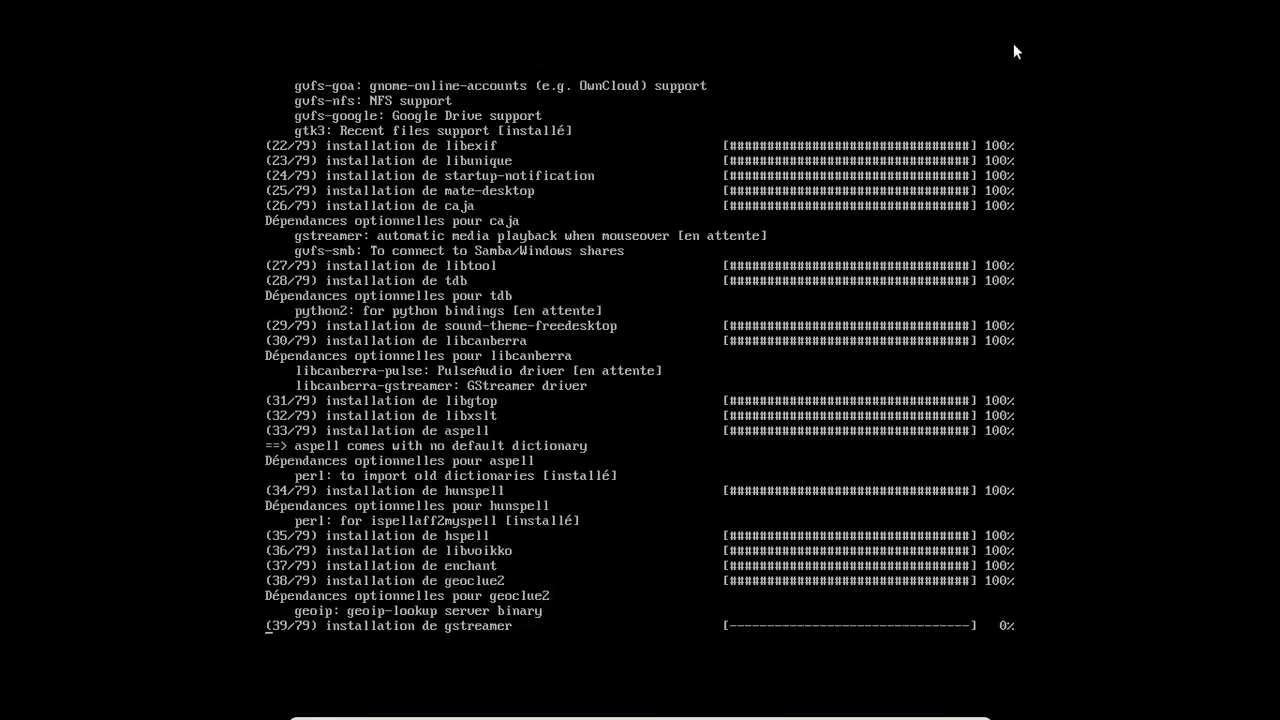 gvfs-goa: gnome-online-accounts (e.g. OwnCloud) support
gvfs-nfs: NFS support
gvfs-google: Google Drive support
gtk3: Recent files support [installé]
(22/79) installation de libexif [################################] 100%
(23/79) installation de libunique [################################] 100%
(24/79) installation de startup-notification [################################] 100%
(25/79) installation de mate-desktop [################################] 100%
(26/79) installation de caja [################################] 100%
Dépendances optionnelles pour caja
gstreamer: automatic media playback when mouseover [en attente]
gvfs-smb: To connect to Samba/Windows shares
(27/79) installation de libtool [################################] 100%
(28/79) installation de tdb [################################] 100%
Dépendances optionnelles pour tdb
python2: for python bindings [en attente]
(29/79) installation de sound-theme-freedesktop [################################] 100%
(30/79) installation de libcanberra [################################] 100%
Dépendances optionnelles pour libcanberra
libcanberra-pulse: PulseAudio driver [en attente]
libcanberra-gstreamer: GStreamer driver
(31/79) installation de libgtop [################################] 100%
(32/79) installation de libxslt [################################] 100%
(33/79) installation de aspell [################################] 100%
==> aspell comes with no default dictionary
Dépendances optionnelles pour aspell
perl: to import old dictionaries [installé]
(34/79) installation de hunspell [################################] 100%
Dépendances optionnelles pour hunspell
perl: for ispellaff2myspell [installé]
(35/79) installation de hspell [################################] 100%
(36/79) installation de libvoikko [################################] 100%
(37/79) installation de enchant [################################] 100%
(38/79) installation de geoclue2 [################################] 100%
Dépendances optionnelles pour geoclue2
geoip: geoip-lookup server binary
(39/79) installation de gstreamer [--------------------------------] 0%